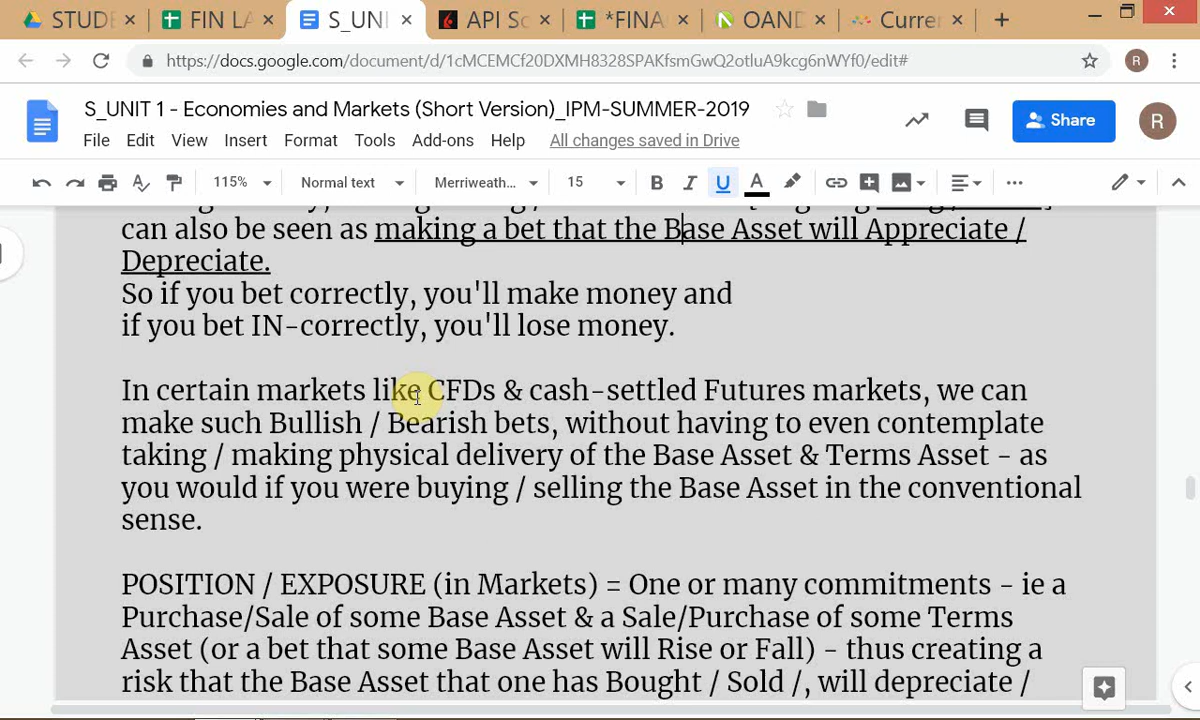 STUDE FIN LA S_UNI API So *FINA OAND Curre
https://docs.google.com/document/d/1cMCEMCf20DXMH8328SPAKfsmGwQ2otluA9kcg6nWYf0/edit#
R
S_UNIT 1 - Economies and Markets (Short Version)_IPM-SUMMER-2019
Share
R
File Edit View Insert Format Tools Add-ons Help All changes saved in Drive
115% Normal text Merriweath... 15 B I U A
can also be seen as making a bet that the Base Asset will Appreciate /
Depreciate.
So if you bet correctly, you'll make money and
if you bet IN-correctly, you'll lose money.
In certain markets like CFDs & cash-settled Futures markets, we can
make such Bullish / Bearish bets, without having to even contemplate
taking / making physical delivery of the Base Asset & Terms Asset - as
you would if you were buying / selling the Base Asset in the conventional
sense.
POSITION / EXPOSURE (in Markets) = One or many commitments - ie a
Purchase/Sale of some Base Asset & a Sale/Purchase of some Terms
Asset (or a bet that some Base Asset will Rise or Fall) - thus creating a
risk that the Base Asset that one has Bought / Sold /, will depreciate /